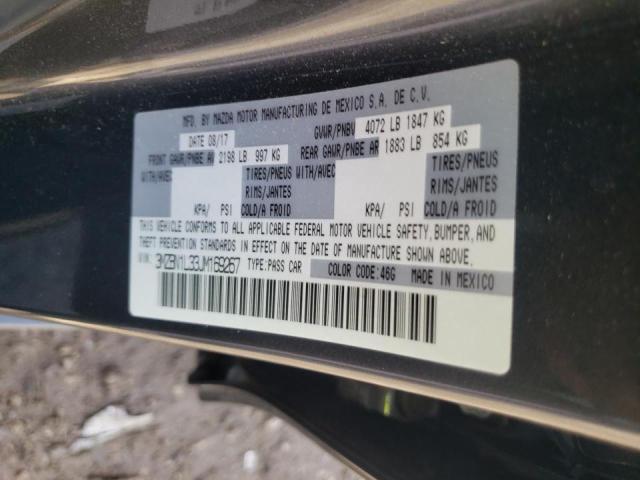 MFD. BY MAZDA MOTOR MANUFACTURING DE MEXICO S.A. DE C.V.
DATE 08/17 GVWR/PNBV 4072 LB 1847 KG
FRONT GAWR/PNBE AV 2198 LB 997 KG REAR GAWR/PNBE AR 1883 LB 854 KG
WITH/AVEC TIRES/PNEUS WITH/AVEC TIRES/PNEUS
RIMS/JANTES RIMS/JANTES
KPA/ PSI COLD/A FROID KPA/ PSI COLD/A FROID
THIS VEHICLE CONFORMS TO ALL APPLICABLE FEDERAL MOTOR VEHICLE SAFETY, BUMPER, AND
THEFT PREVENTION STANDARDS IN EFFECT ON THE DATE OF MANUFACTURE SHOWN ABOVE.
VIN: 3MZBN1L33JM169267 TYPE:PASS CAR COLOR CODE:46G MADE IN MEXICO